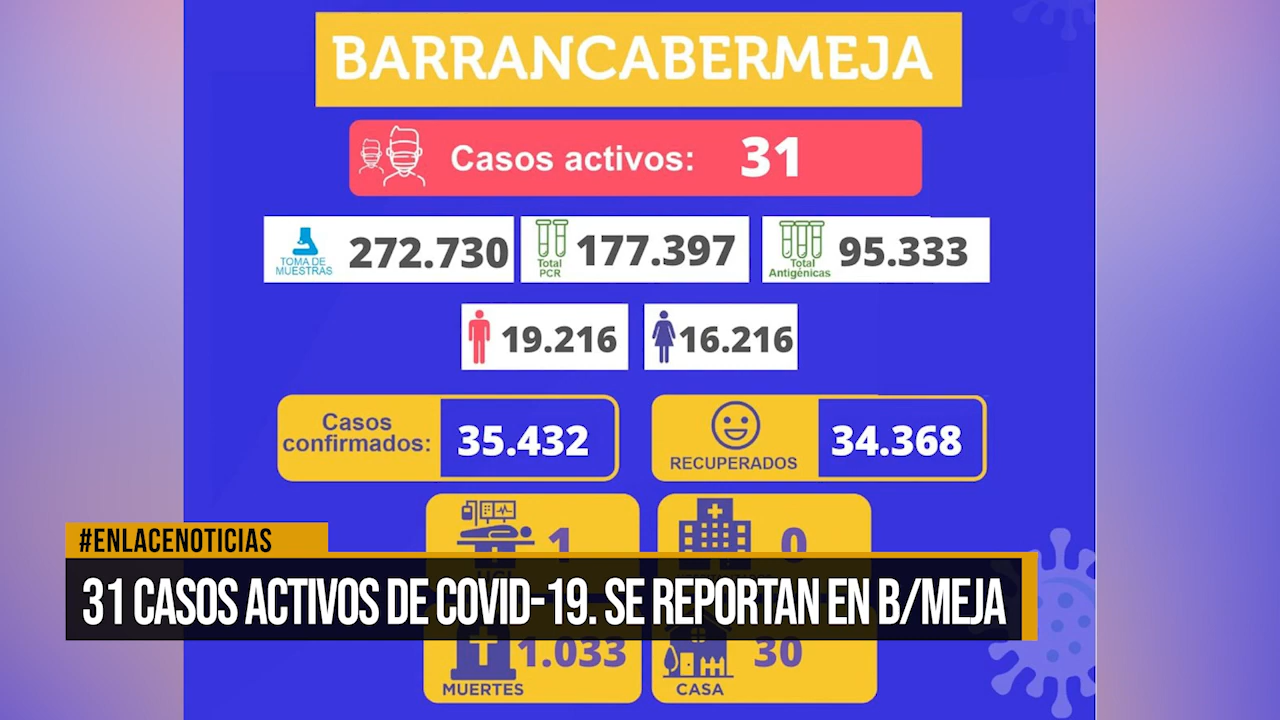 BARRANCABERMEJA
Casos activos: 31
TOMA DE
MUESTRAS
272.730
Total
PCR
177.397
Total
Antigénicas
95.333
19.216
16.216
Casos
confirmados:
35.432
RECUPERADOS
34.368
1
0
#ENLACENOTICIAS
31 CASOS ACTIVOS DE COVID-19. SE REPORTAN EN B/MEJA
MUERTES
1.033
CASA
30